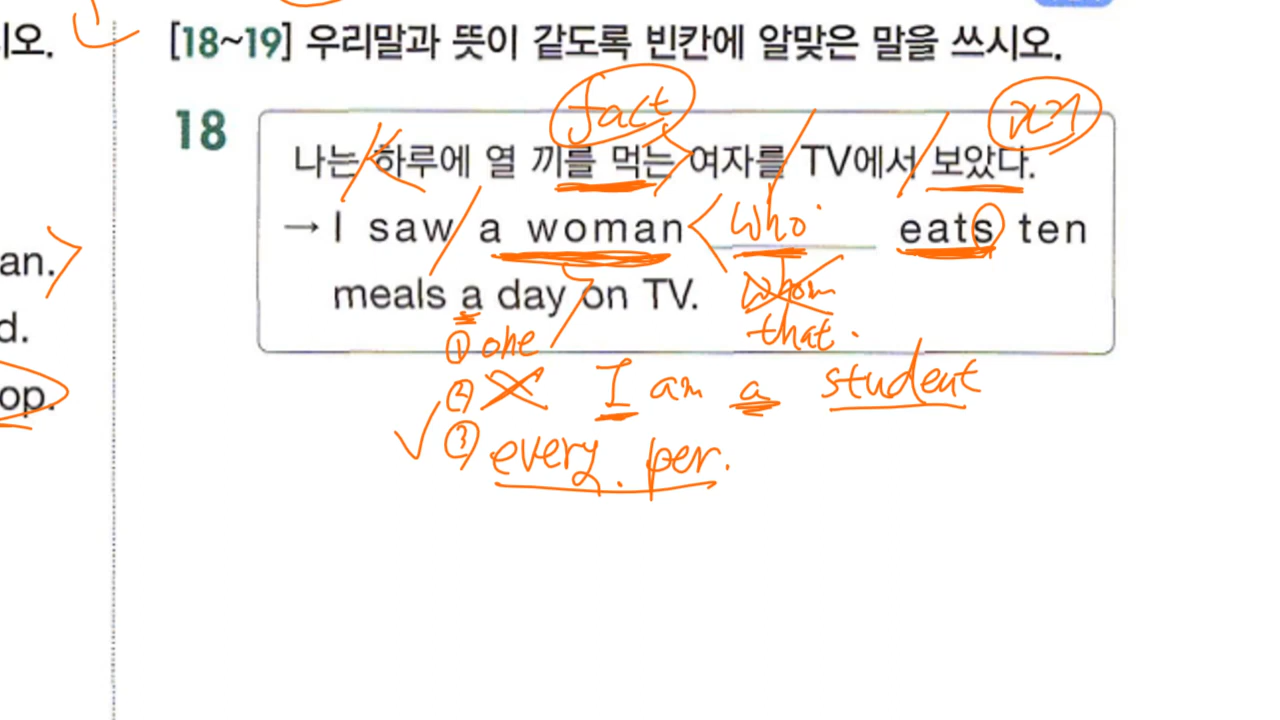 시오.
[18~19] 우리말과 뜻이 같도록 빈칸에 알맞은 말을 쓰시오.
18
fact
나는 하루에 열 끼를 먹는 여자를 TV에서 보았다.
→ I saw a woman who eats ten
meals a day on TV. whom
that.
① one
② X I am a student
③ every. per.
an.
d.
op.